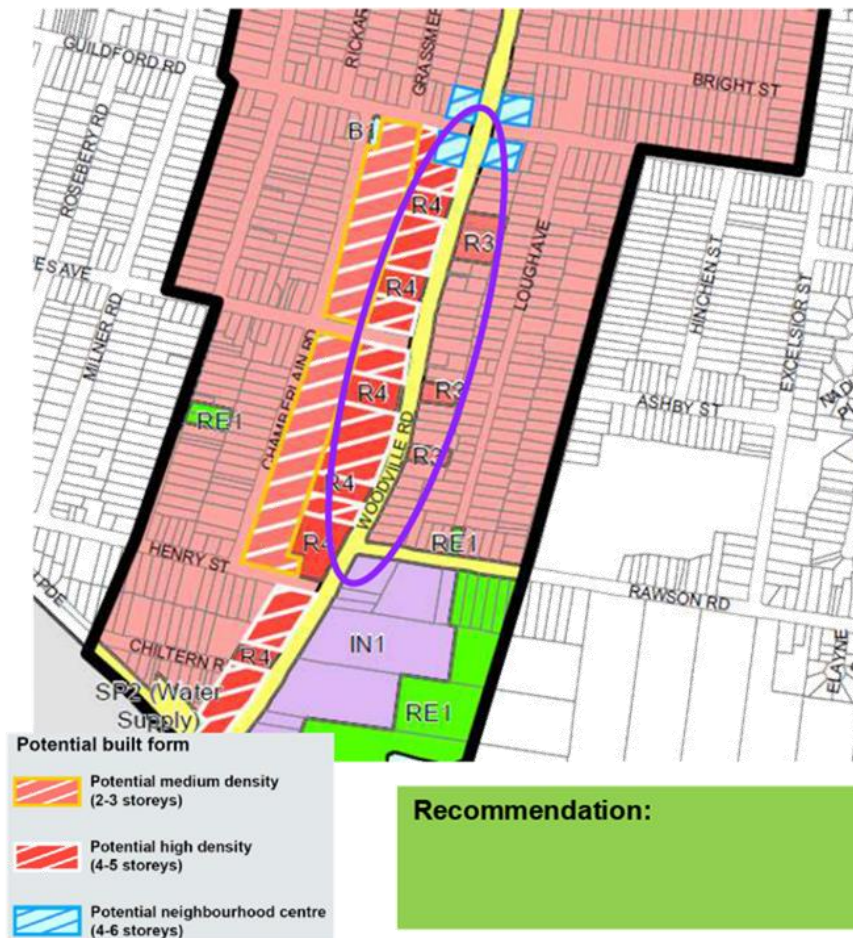 GUILDFORD RD
RICKAR
GRASSMER
BRIGHT ST
ROSEBERY RD
B1
R4
R3
LOUGH AVE
HINCHEN ST
EXCELSIOR ST
ES AVE
R4
MILNER RD
CHAMBERLAIN RD
R4
R3
ASHBY ST
NAD
P
RE1
R3
WOODVILLE RD
R4
R4
RE1
HENRY ST
RAWSON RD
IN1
CHILTERN R
R4
ELAYNE
PDE
SP2 (Water
Supply)
RE1
Potential built form
Potential medium density
(2-3 storeys)
Potential high density
(4-5 storeys)
Potential neighbourhood centre
(4-6 storeys)
Recommendation: